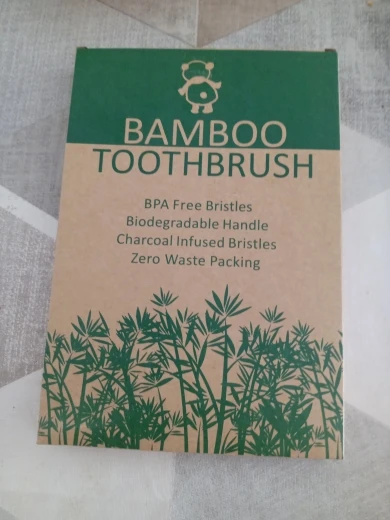 BAMBOO
TOOTHBRUSH
BPA Free Bristles
Biodegradable Handle
Charcoal Infused Bristles
Zero Waste Packing